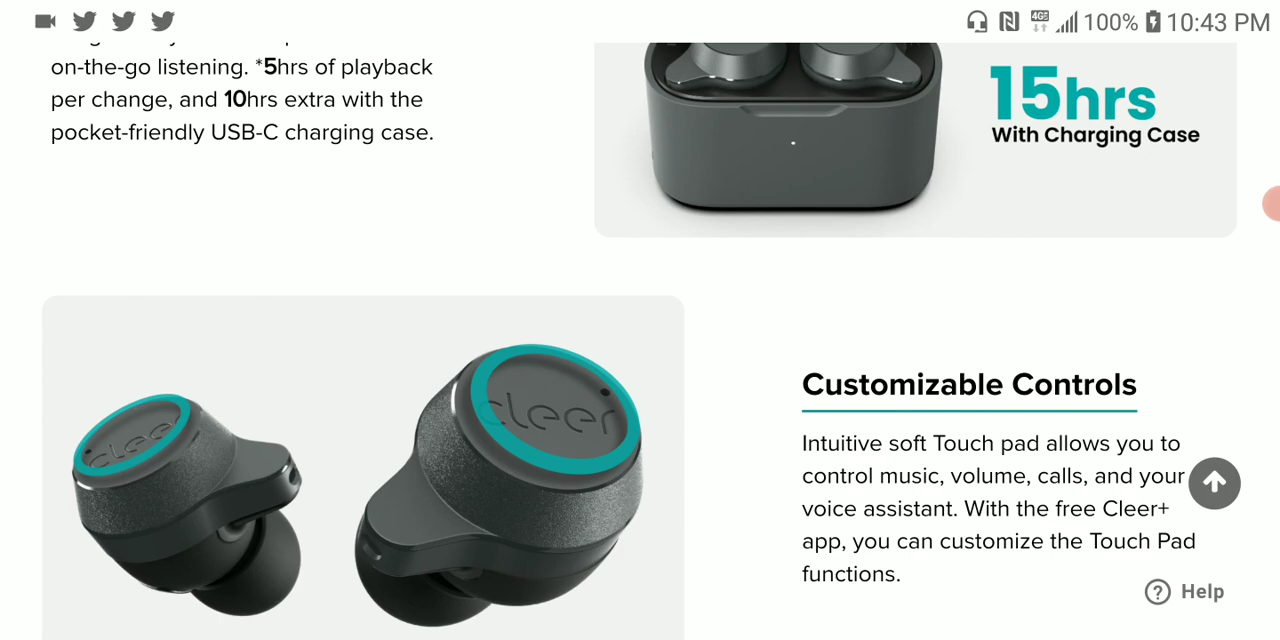 100% 10:43 PM
on-the-go listening. *5hrs of playback
per change, and 10hrs extra with the
pocket-friendly USB-C charging case.
15hrs
With Charging Case
cleer
cleer
Customizable Controls
Intuitive soft Touch pad allows you to
control music, volume, calls, and your
voice assistant. With the free Cleer+
app, you can customize the Touch Pad
functions.
Help